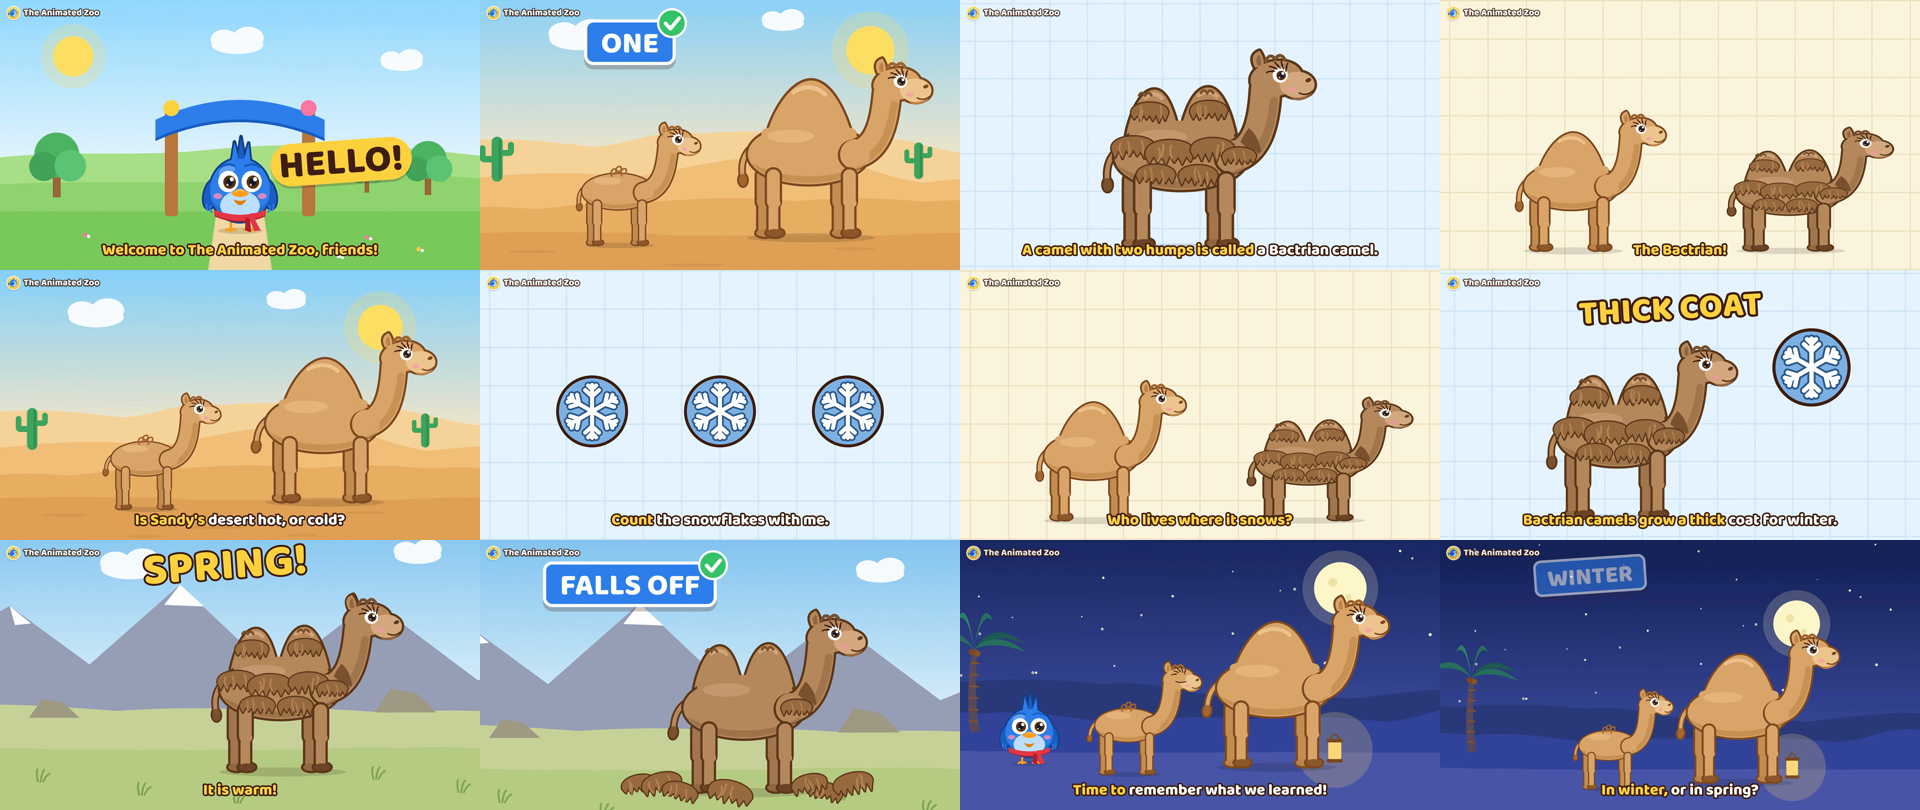 The Animated Zoo
HELLO!
Welcome to The Animated Zoo, friends!
The Animated Zoo
ONE
The Animated Zoo
A camel with two humps is called a Bactrian camel.
The Animated Zoo
The Bactrian!
The Animated Zoo
Is Sandy's desert hot, or cold?
The Animated Zoo
Count the snowflakes with me.
The Animated Zoo
Who lives where it snows?
The Animated Zoo
THICK COAT
Bactrian camels grow a thick coat for winter.
The Animated Zoo
SPRING!
It is warm!
The Animated Zoo
FALLS OFF
The Animated Zoo
Time to remember what we learned!
The Animated Zoo
WINTER
In winter, or in spring?